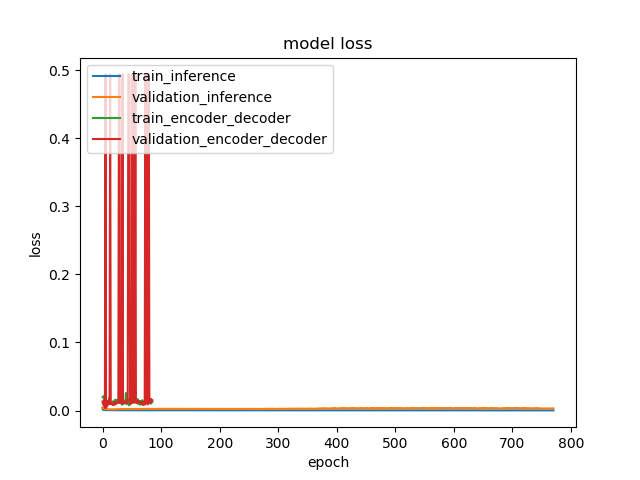 model loss
train_inference
validation_inference
train_encoder_decoder
validation_encoder_decoder
0.5
0.4
0.3
0.2
0.1
0.0
loss
0 100 200 300 400 500 600 700 800
epoch